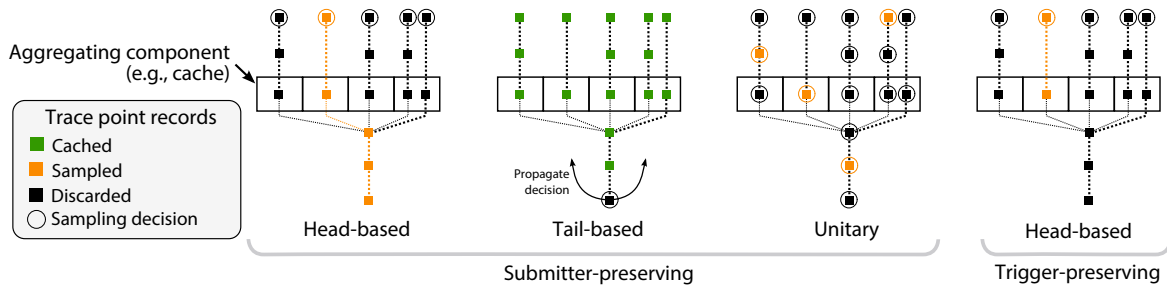 Aggregating component
(e.g., cache)
Trace point records
Cached
Sampled
Discarded
Sampling decision
Propagate
decision
Head-based
Tail-based
Unitary
Head-based
Submitter-preserving
Trigger-preserving